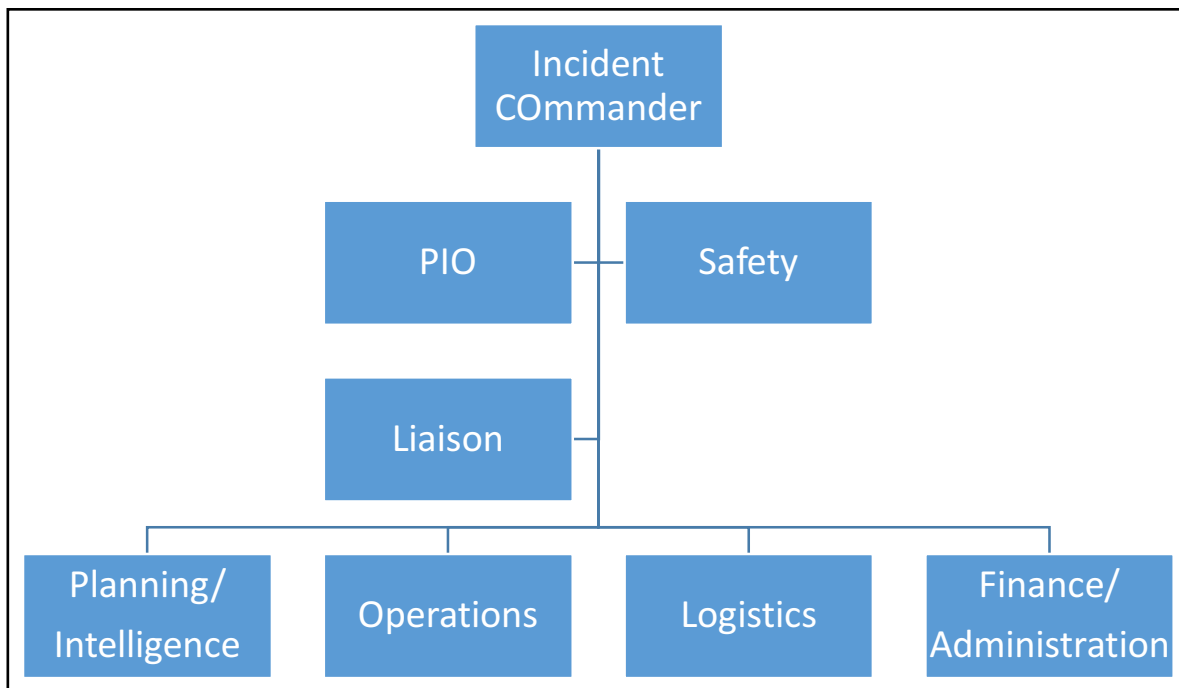 Incident
COmmander
PIO
Safety
Liaison
Planning/
Intelligence
Operations
Logistics
Finance/
Administration